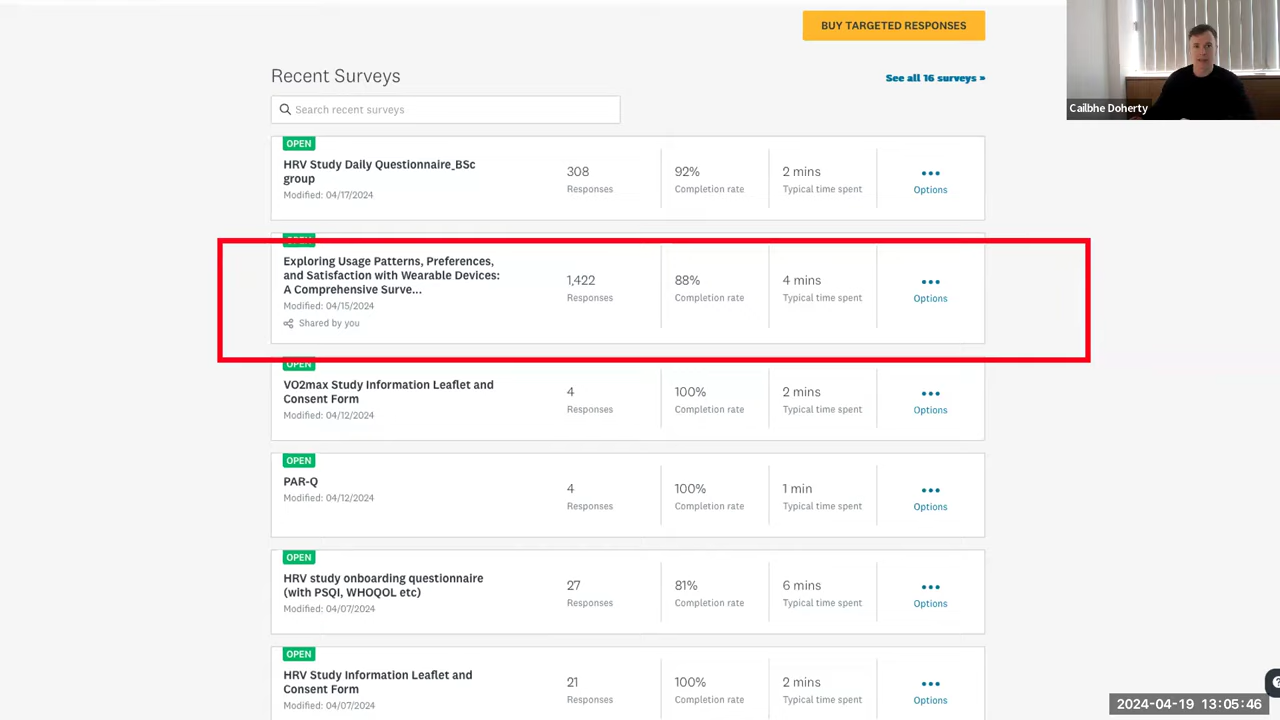 BUY TARGETED RESPONSES
Recent Surveys
See all 16 surveys »
Search recent surveys
Cailbhe Doherty
OPEN
HRV Study Daily Questionnaire_BSc
group
Modified: 04/17/2024
308
Responses
92%
Completion rate
2 mins
Typical time spent
Options
OPEN
Exploring Usage Patterns, Preferences,
and Satisfaction with Wearable Devices:
A Comprehensive Surve...
Modified: 04/15/2024
Shared by you
1,422
Responses
88%
Completion rate
4 mins
Typical time spent
Options
OPEN
VO2max Study Information Leaflet and
Consent Form
Modified: 04/12/2024
4
Responses
100%
Completion rate
2 mins
Typical time spent
Options
OPEN
PAR-Q
Modified: 04/12/2024
4
Responses
100%
Completion rate
1 min
Typical time spent
Options
OPEN
HRV study onboarding questionnaire
(with PSQI, WHOQOL etc)
Modified: 04/07/2024
27
Responses
81%
Completion rate
6 mins
Typical time spent
Options
OPEN
HRV Study Information Leaflet and
Consent Form
Modified: 04/07/2024
21
Responses
100%
Completion rate
2 mins
Typical time spent
Options
2024-04-19 13:05:46